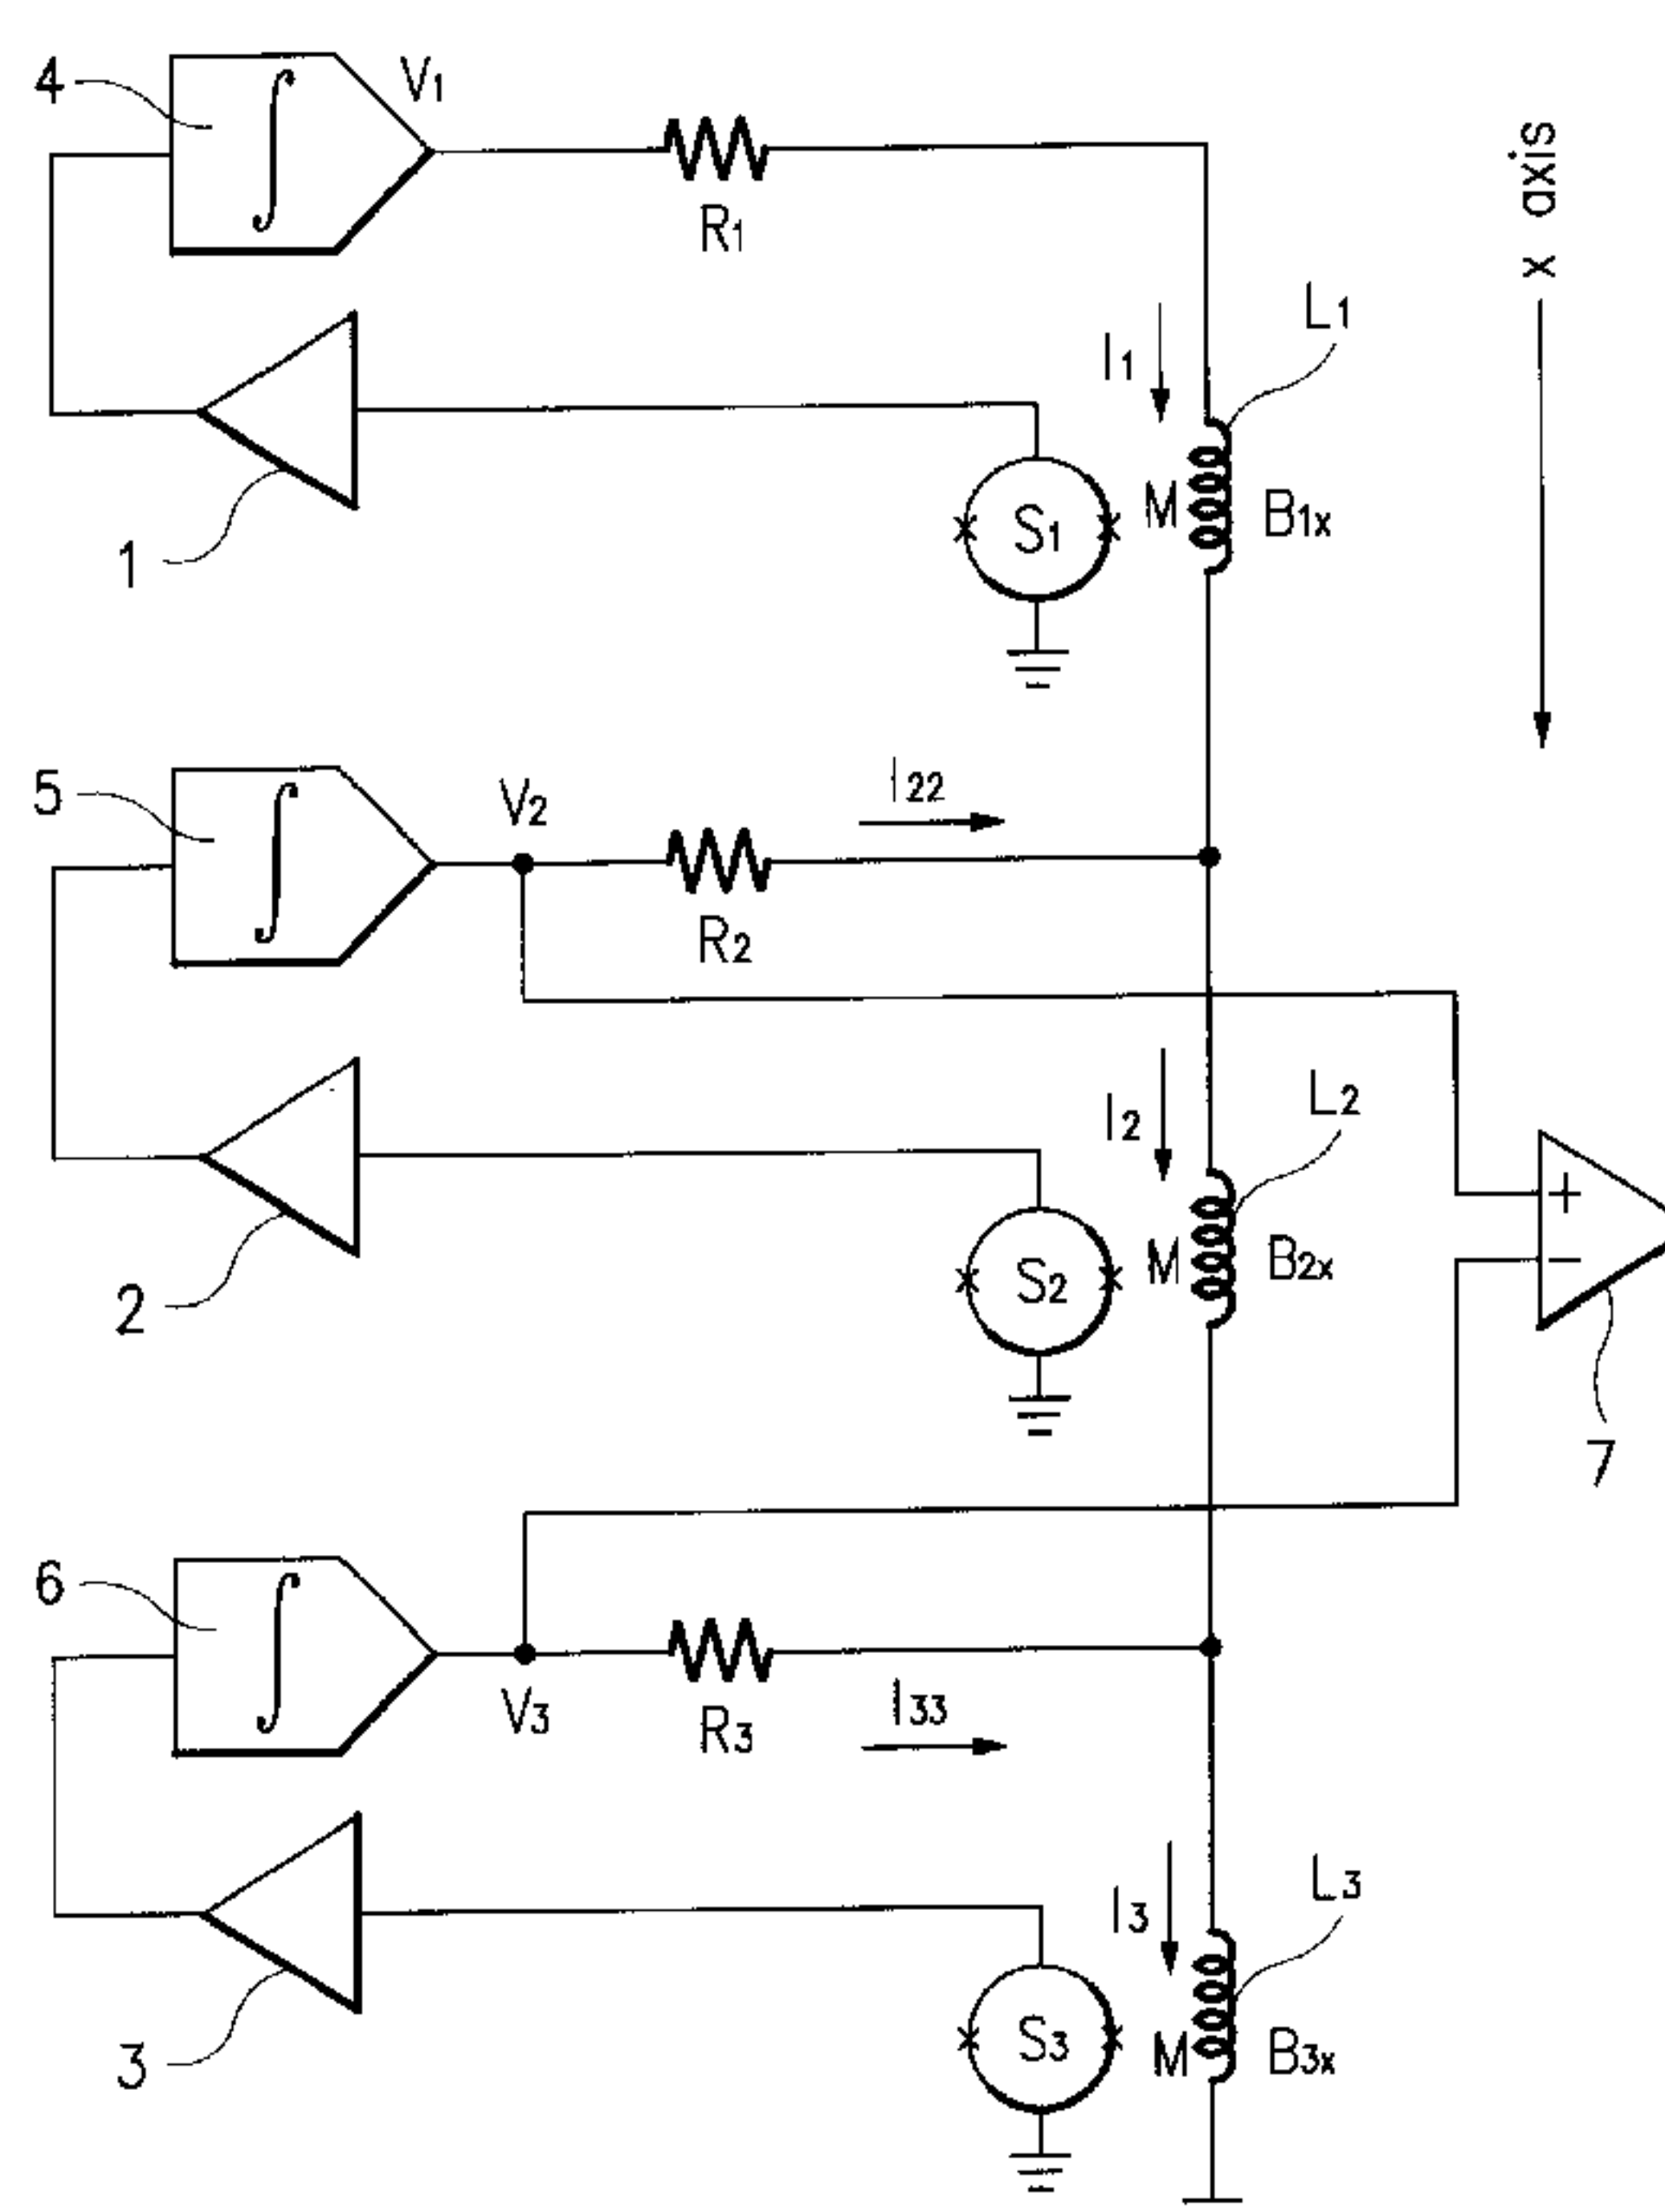 4
V1
R1
x axis
L1
I1
M
S1
B1x
1
5
V2
I22
R2
L2
I2
M
S2
B2x
+
−
2
7
6
V3
R3
I33
L3
I3
M
S3
B3x
3